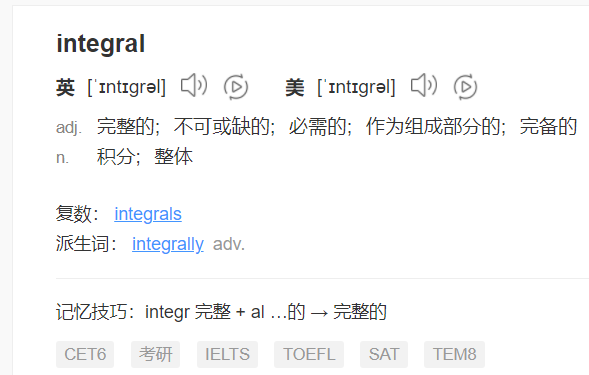 integral
英 [ˈɪntɪɡrəl] 美 [ˈɪntɪɡrəl]
adj. 完整的；不可或缺的；必需的；作为组成部分的；完备的
n. 积分；整体
复数： integrals
派生词： integrally adv.
记忆技巧：integr 完整 + al …的 → 完整的
CET6 考研 IELTS TOEFL SAT TEM8